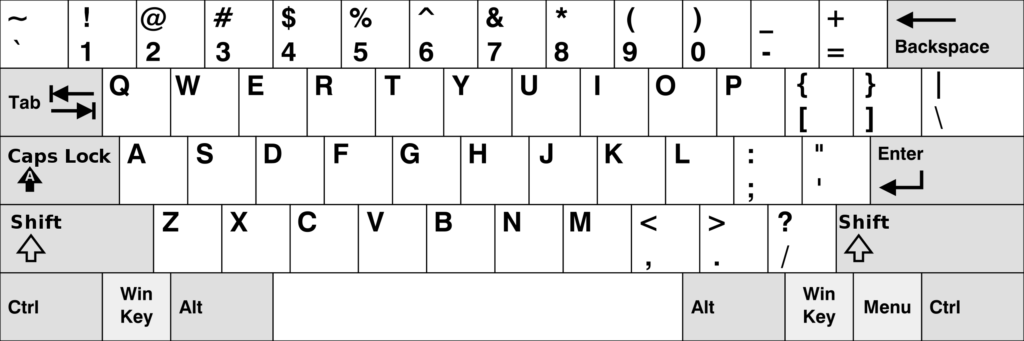 ~ ! @ # $ % ^ & * ( ) _ +
` 1 2 3 4 5 6 7 8 9 0 - = Backspace
Tab Q W E R T Y U I O P { } |
[ ] \
Caps Lock A S D F G H J K L : " Enter
A ; '
Shift Z X C V B N M < > ? Shift
, . /
Ctrl Win Key Alt Alt Win Key Menu Ctrl